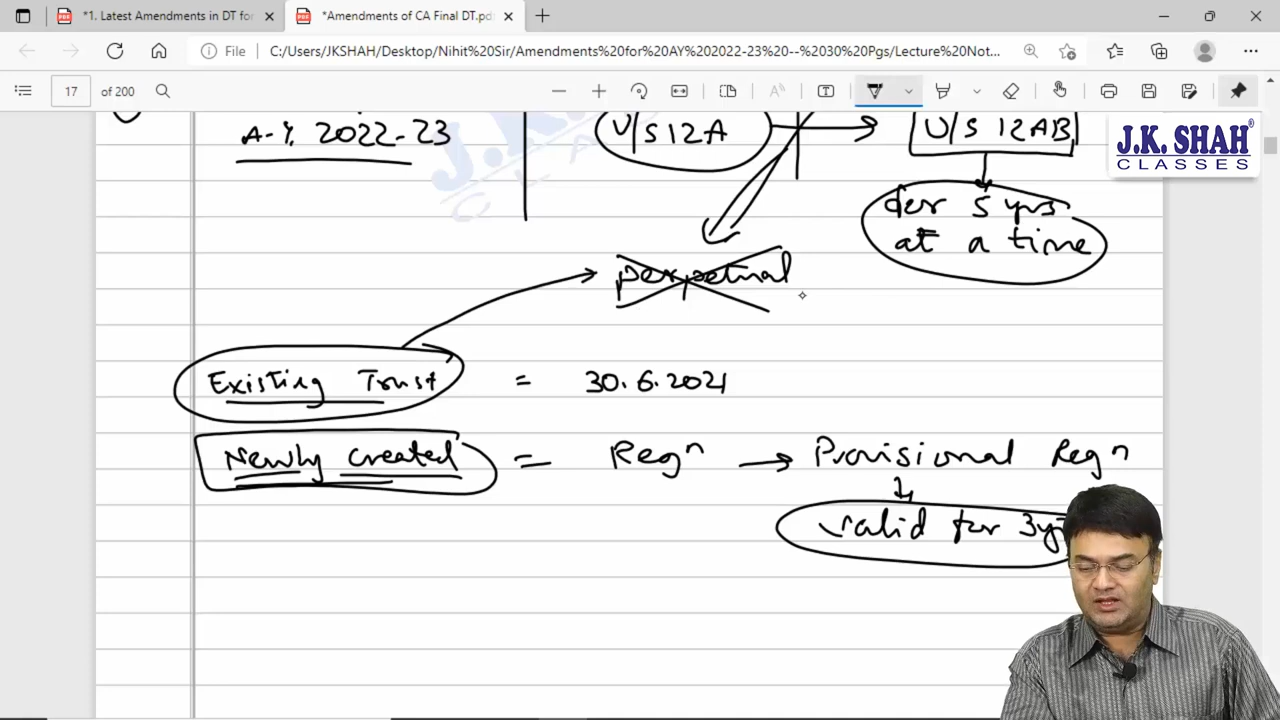 *1. Latest Amendments in DT for
*Amendments of CA Final DT.pd
File
C:/Users/JKSHAH/Desktop/Nihit%20Sir/Amendments%20for%20AY%202022-23%20--%2030%20Pgs/Lecture%20Not...
17 of 200
J.K. SHAH®
CLASSES
A.Y. 2022-23
U/S 12A
U/S 12AB
for 5 yrs
at a time
perpetual
Existing Trust = 30.6.2021
Newly created = Regn → Provisional Regn
valid for 3y